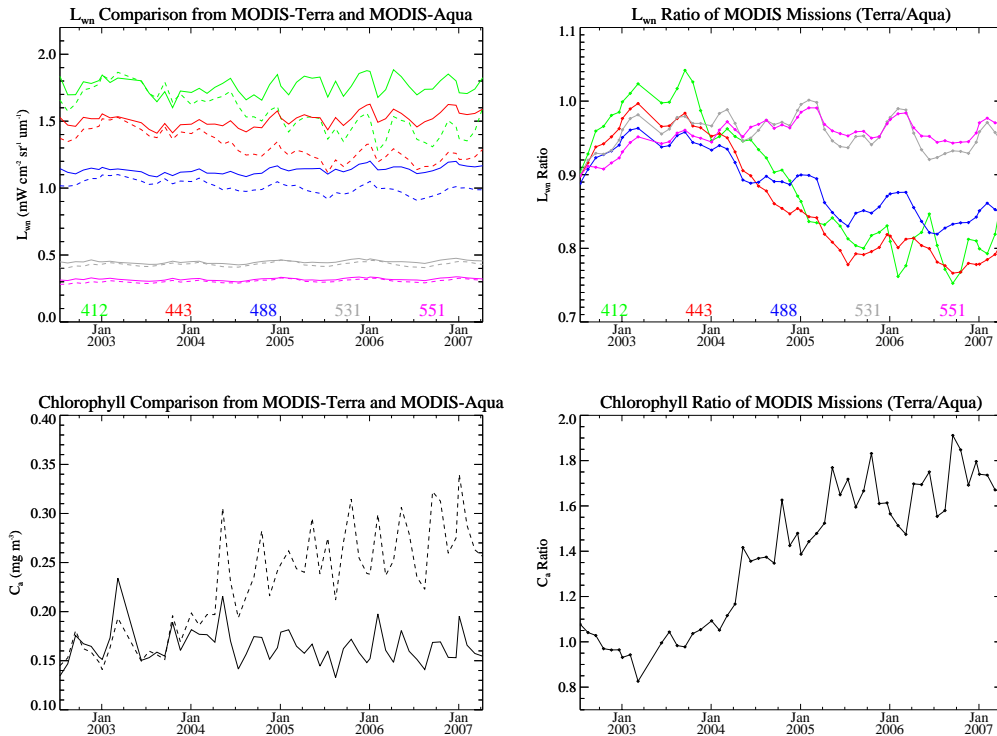 L_wn Comparison from MODIS-Terra and MODIS-Aqua
L_wn (mW cm⁻² sr⁻¹ um⁻¹)
2.0
1.5
1.0
0.5
0.0
412 443 488 531 551
Jan 2003
Jan 2004
Jan 2005
Jan 2006
Jan 2007
L_wn Ratio of MODIS Missions (Terra/Aqua)
L_wn Ratio
1.1
1.0
0.9
0.8
0.7
412 443 488 531 551
Jan 2003
Jan 2004
Jan 2005
Jan 2006
Jan 2007
Chlorophyll Comparison from MODIS-Terra and MODIS-Aqua
C_a (mg m⁻³)
0.40
0.35
0.30
0.25
0.20
0.15
0.10
Jan 2003
Jan 2004
Jan 2005
Jan 2006
Jan 2007
Chlorophyll Ratio of MODIS Missions (Terra/Aqua)
C_a Ratio
2.0
1.8
1.6
1.4
1.2
1.0
0.8
Jan 2003
Jan 2004
Jan 2005
Jan 2006
Jan 2007